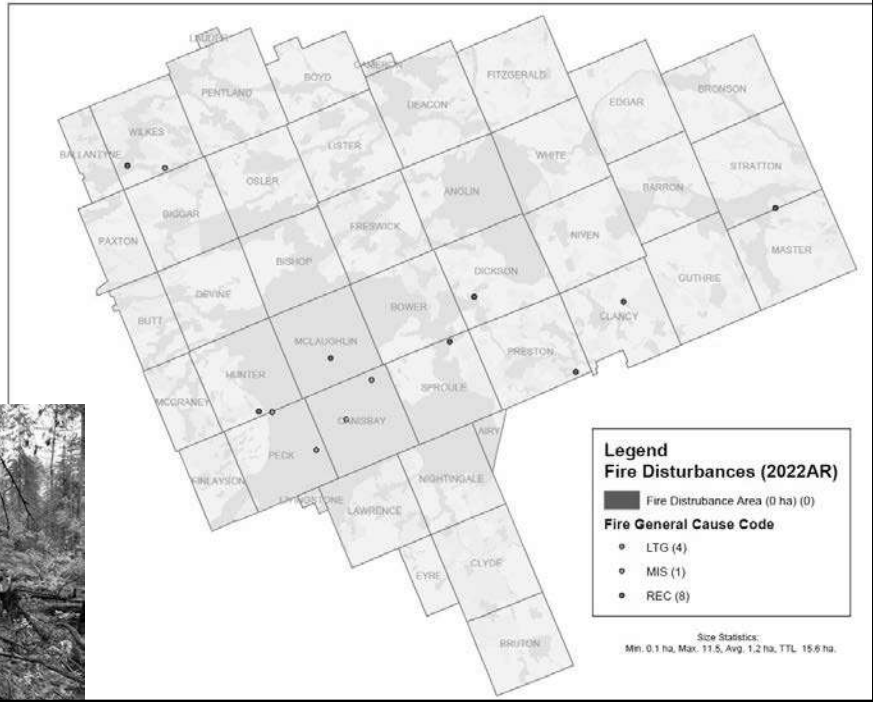 LAUDER
BOYD
CAMERON
FITZGERALD
PENTLAND
DEACON
EDGAR
BRONSON
WILKES
BALLANTYNE
LISTER
WHITE
STRATTON
OSLER
ANGLIN
BARRON
BIGGAR
FRESWICK
PAXTON
NIVEN
MASTER
BISHOP
DICKSON
GUTHRIE
DEVINE
BUTT
BOWER
CLANCY
MCLAUGHLIN
PRESTON
HUNTER
SPROULE
MCCRANEY
CANISBAY
AIRY
PECK
FINLAYSON
NIGHTINGALE
LIVINGSTONE
LAWRENCE
CLYDE
EYRE
BRUTON
Legend
Fire Disturbances (2022AR)
Fire Distrubance Area (0 ha) (0)
Fire General Cause Code
LTG (4)
MIS (1)
REC (8)
Size Statistics:
Min. 0.1 ha, Max. 11.5, Avg. 1.2 ha, TTL 15.6 ha.